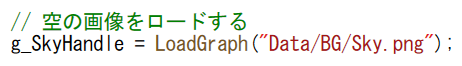 // 空の画像をロードする
g_SkyHandle = LoadGraph("Data/BG/Sky.png");